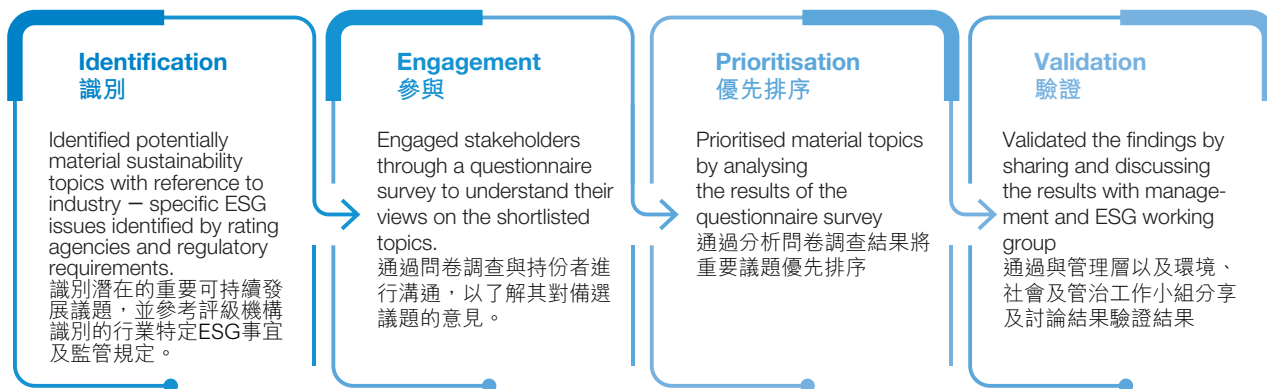 Identification
識別
Identified potentially
material sustainability
topics with reference to
industry – specific ESG
issues identified by rating
agencies and regulatory
requirements.
識別潛在的重要可持續發
展議題，並參考評級機構
識別的行業特定ESG事宜
及監管規定。
Engagement
參與
Engaged stakeholders
through a questionnaire
survey to understand their
views on the shortlisted
topics.
通過問卷調查與持份者進
行溝通，以了解其對備選
議題的意見。
Prioritisation
優先排序
Prioritised material topics
by analysing
the results of the
questionnaire survey
通過分析問卷調查結果將
重要議題優先排序
Validation
驗證
Validated the findings by
sharing and discussing
the results with manage-
ment and ESG working
group
通過與管理層以及環境、
社會及管治工作小組分享
及討論結果驗證結果